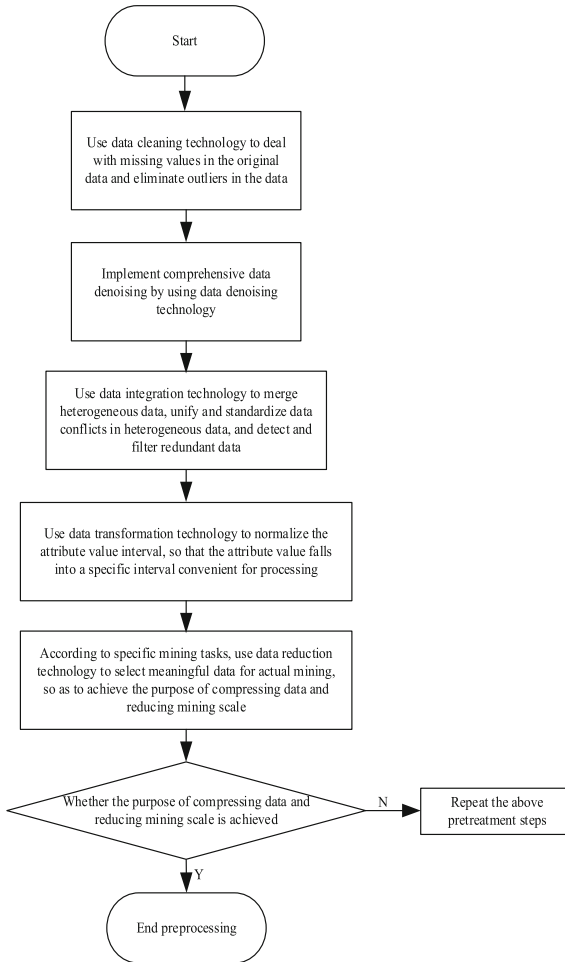 Start
Use data cleaning technology to deal
with missing values in the original
data and eliminate outliers in the data
Implement comprehensive data
denoising by using data denoising
technology
Use data integration technology to merge
heterogeneous data, unify and standardize data
conflicts in heterogeneous data, and detect and
filter redundant data
Use data transformation technology to normalize the
attribute value interval, so that the attribute value falls
into a specific interval convenient for processing
According to specific mining tasks, use data reduction
technology to select meaningful data for actual mining,
so as to achieve the purpose of compressing data and
reducing mining scale
Whether the purpose of compressing data and
reducing mining scale is achieved
N
Repeat the above
pretreatment steps
Y
End preprocessing